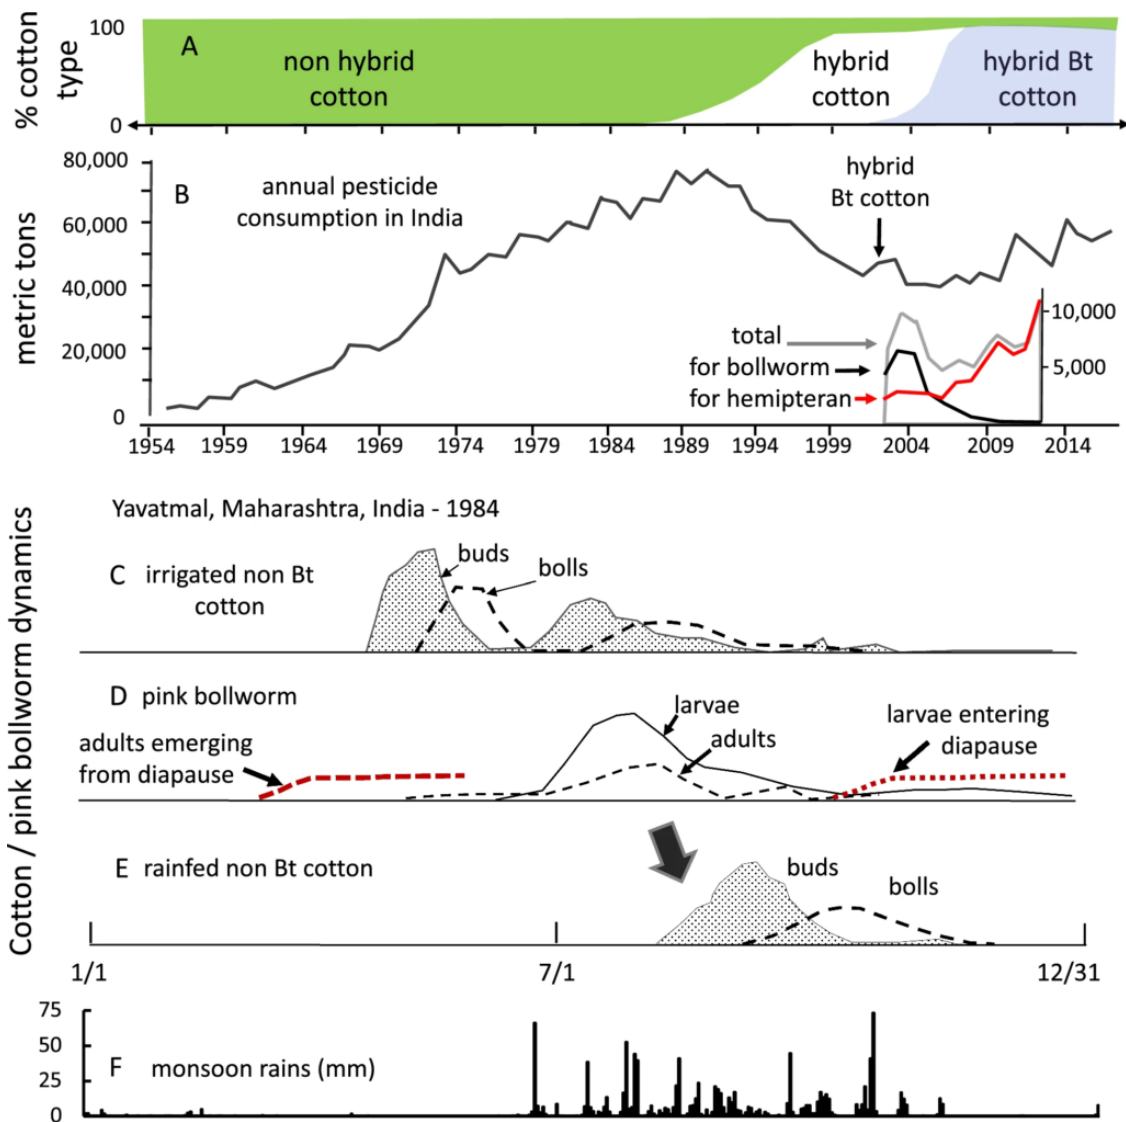 % cotton
type
100
0
A
non hybrid
cotton
hybrid
cotton
hybrid Bt
cotton
metric tons
80,000
60,000
40,000
20,000
0
B
annual pesticide
consumption in India
hybrid
Bt cotton
total
for bollworm
for hemipteran
10,000
5,000
1954 1959 1964 1969 1974 1979 1984 1989 1994 1999 2004 2009 2014
Cotton / pink bollworm dynamics
Yavatmal, Maharashtra, India - 1984
C irrigated non Bt
cotton
buds
bolls
D pink bollworm
adults emerging
from diapause
larvae
adults
larvae entering
diapause
E rainfed non Bt cotton
buds
bolls
1/1 7/1 12/31
75
50
25
0
F monsoon rains (mm)